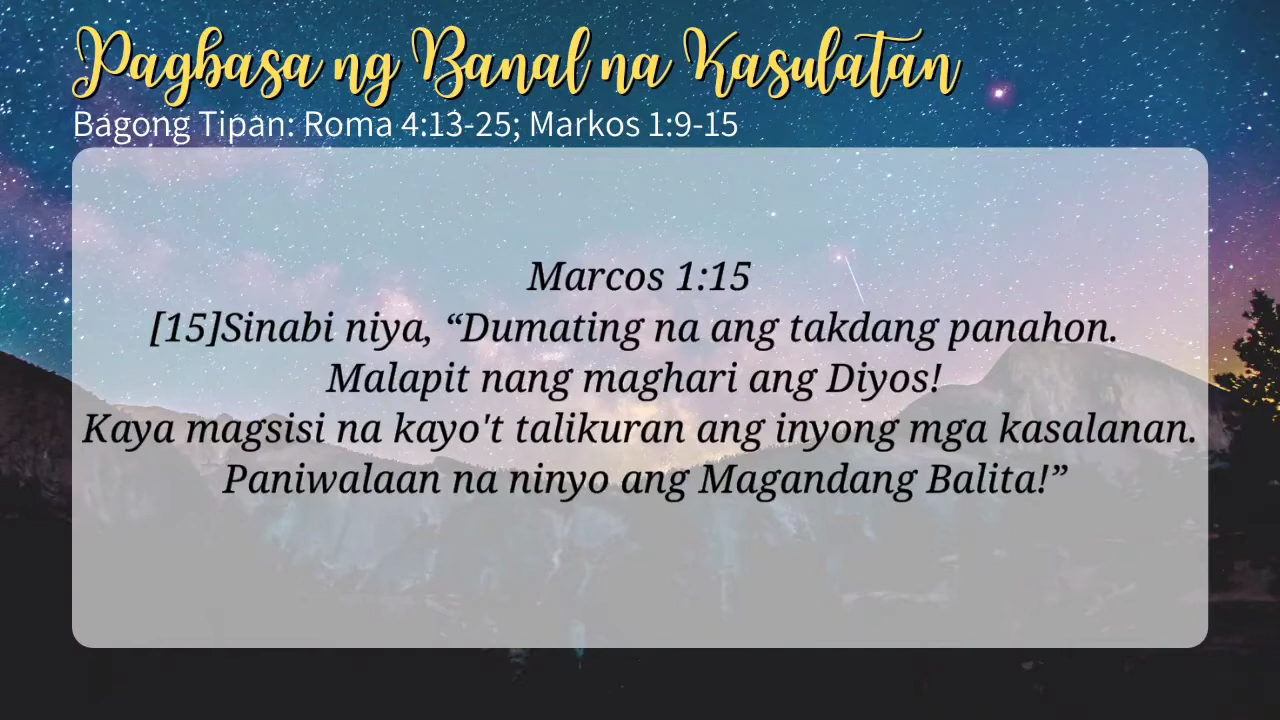 Pagbasa ng Banal na Kasulatan
Bagong Tipan: Roma 4:13-25; Markos 1:9-15
Marcos 1:15
[15]Sinabi niya, “Dumating na ang takdang panahon.
Malapit nang maghari ang Diyos!
Kaya magsisi na kayo't talikuran ang inyong mga kasalanan.
Paniwalaan na ninyo ang Magandang Balita!”